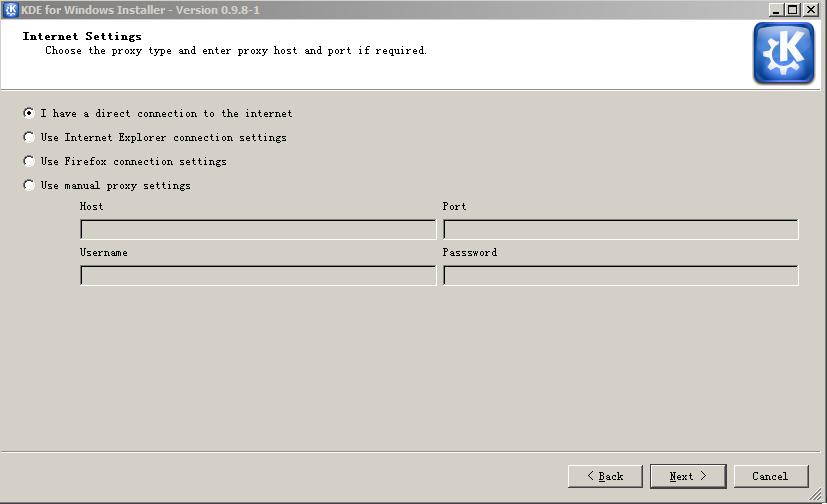 KDE for Windows Installer - Version 0.9.8-1
Internet Settings
Choose the proxy type and enter proxy host and port if required.
I have a direct connection to the internet
Use Internet Explorer connection settings
Use Firefox connection settings
Use manual proxy settings
Host Port
Username Passsword
< Back Next > Cancel